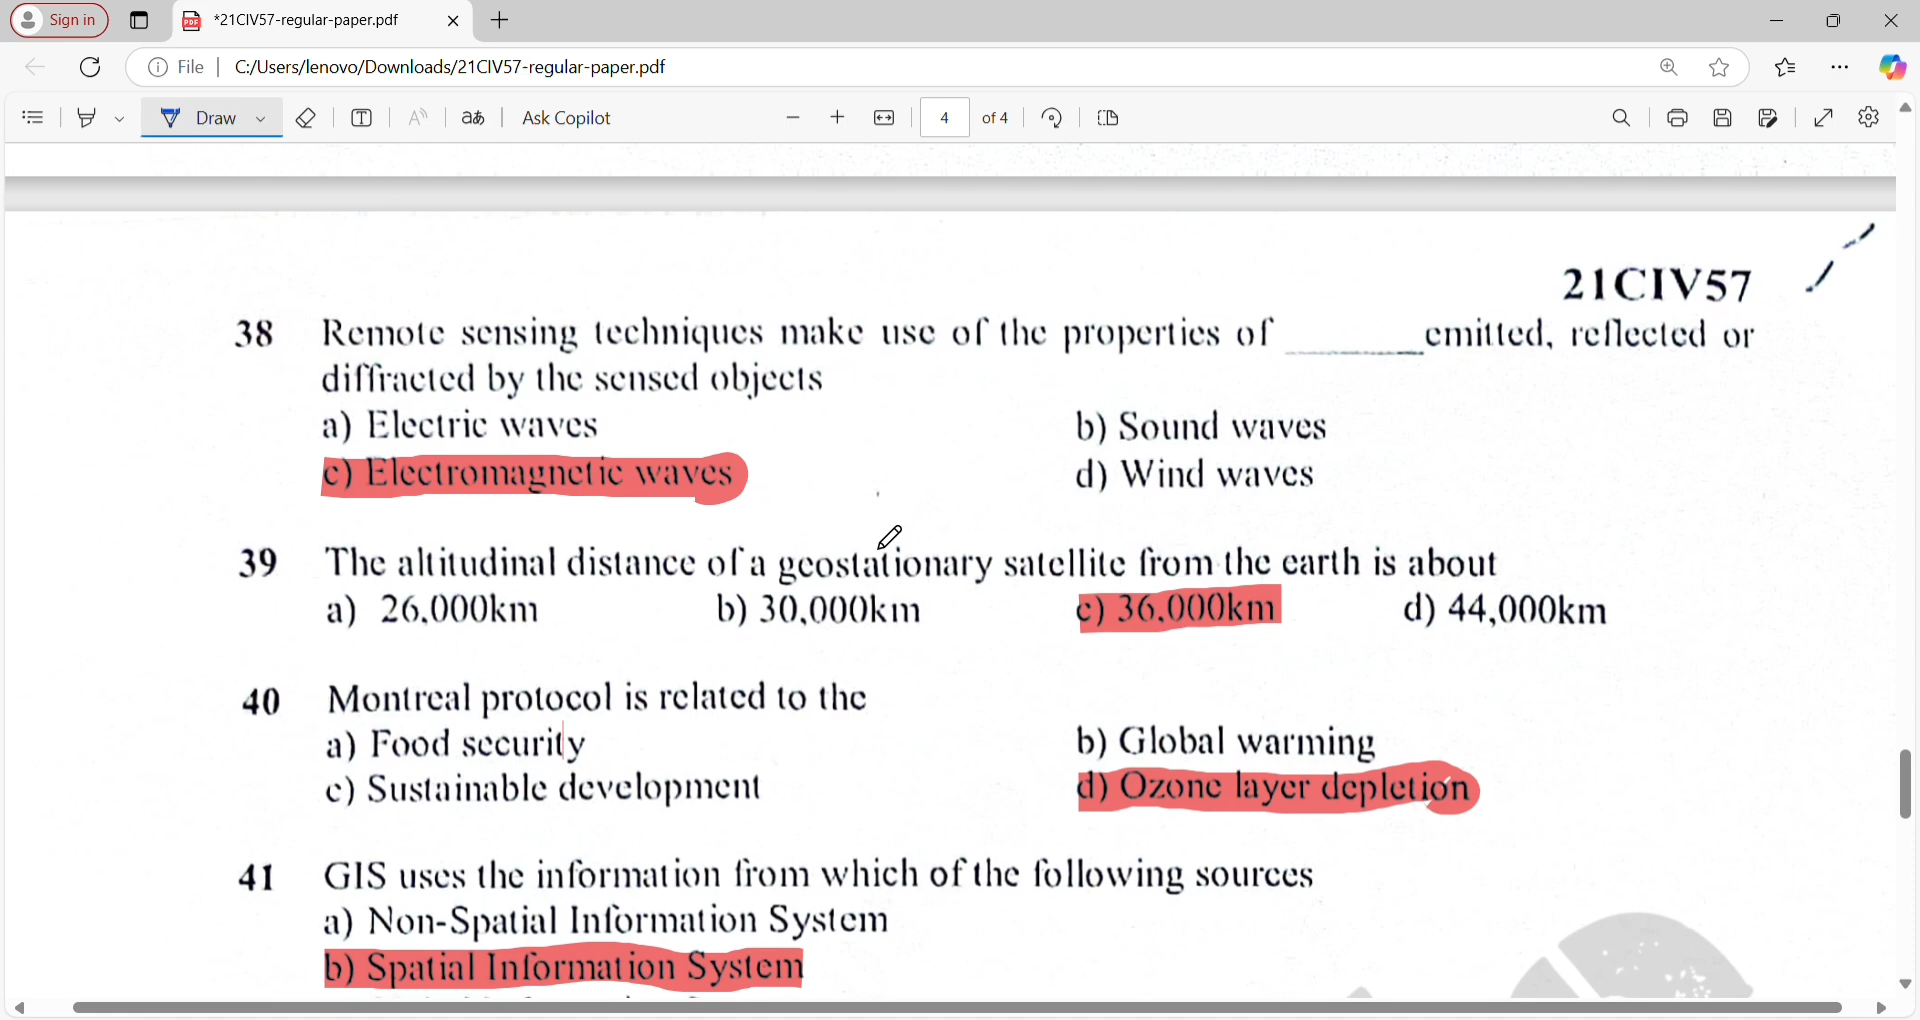 Sign in
*21CIV57-regular-paper.pdf
File
C:/Users/lenovo/Downloads/21CIV57-regular-paper.pdf
Draw
Ask Copilot
4 of 4
21CIV57
38 Remote sensing techniques make use of the properties of ________emitted, reflected or
diffracted by the sensed objects
a) Electric waves b) Sound waves
c) Electromagnetic waves d) Wind waves
39 The altitudinal distance of a geostationary satellite from the earth is about
a) 26,000km b) 30,000km c) 36,000km d) 44,000km
40 Montreal protocol is related to the
a) Food security b) Global warming
c) Sustainable development d) Ozone layer depletion
41 GIS uses the information from which of the following sources
a) Non-Spatial Information System
b) Spatial Information System